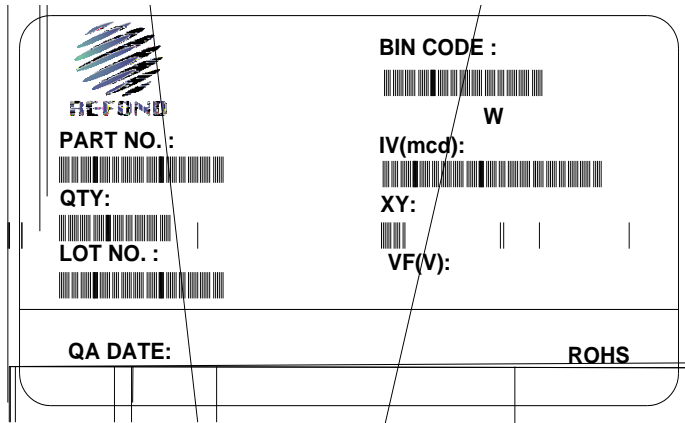 REFOND
PART NO. :
QTY:
LOT NO. :
BIN CODE :
W
IV(mcd):
XY:
VF(V):
QA DATE:
ROHS